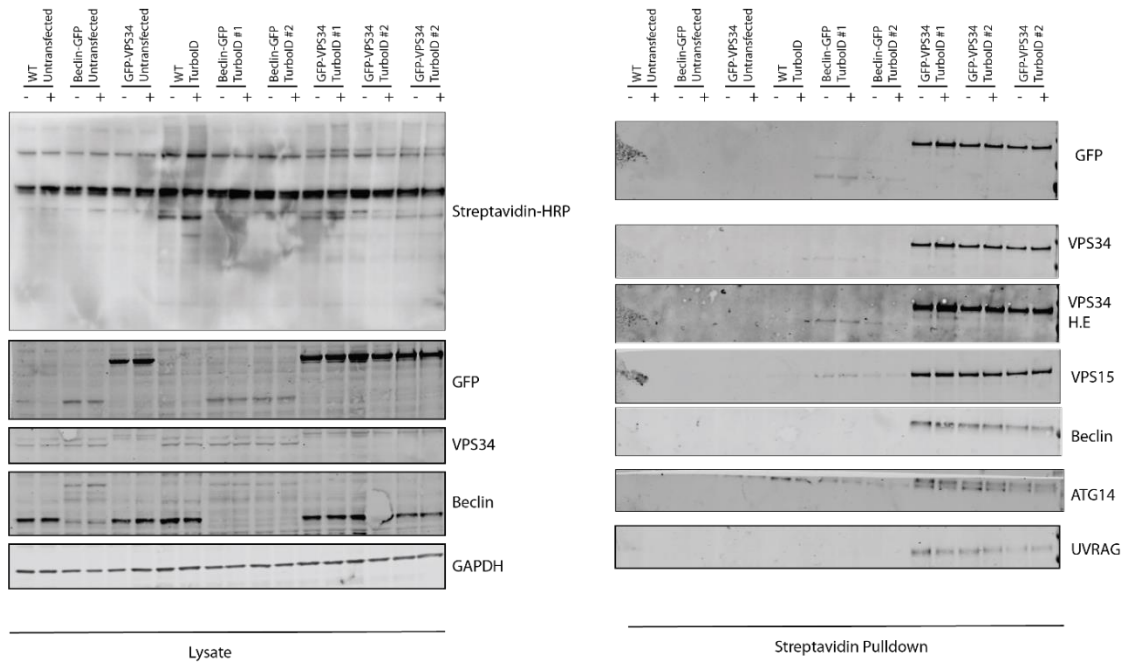 WT
Untransfected
Beclin-GFP
Untransfected
GFP-VPS34
Untransfected
WT
TurboID
Beclin-GFP
TurboID #1
Beclin-GFP
TurboID #2
GFP-VPS34
TurboID #1
GFP-VPS34
TurboID #2
GFP-VPS34
TurboID #2
- + - + - + - + - + - + - + - + - +
Streptavidin-HRP
GFP
VPS34
Beclin
GAPDH
Lysate
WT
Untransfected
Beclin-GFP
Untransfected
GFP-VPS34
Untransfected
WT
TurboID
Beclin-GFP
TurboID #1
Beclin-GFP
TurboID #2
GFP-VPS34
TurboID #1
GFP-VPS34
TurboID #2
GFP-VPS34
TurboID #2
- + - + - + - + - + - + - + - + - +
GFP
VPS34
VPS34
H.E
VPS15
Beclin
ATG14
UVRAG
Streptavidin Pulldown